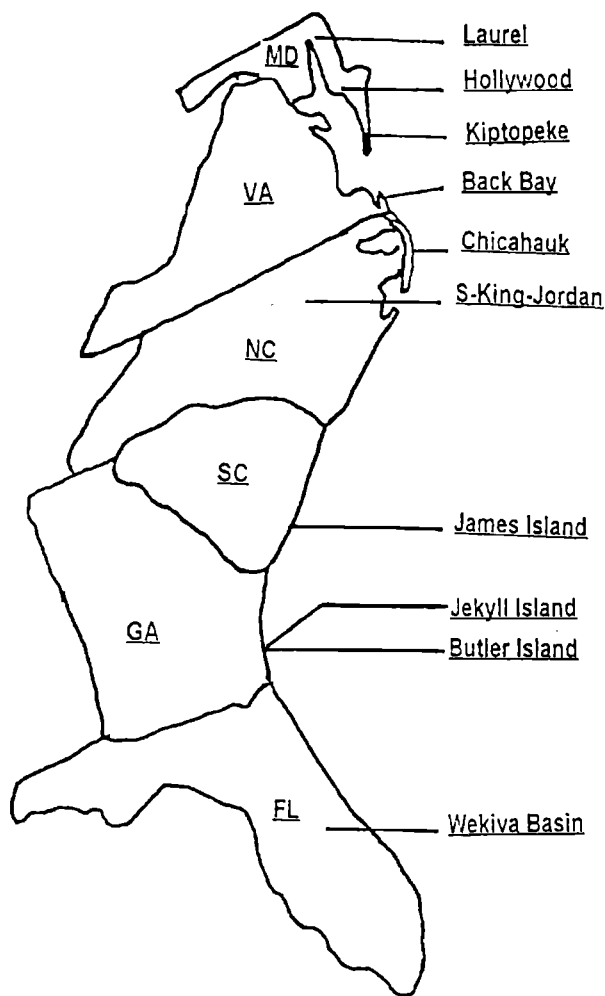 Laurel
MD
Hollywood
Kiptopeke
Back Bay
VA
Chicahauk
S-King-Jordan
NC
SC
James Island
Jekyll Island
GA
Butler Island
FL
Wekiva Basin